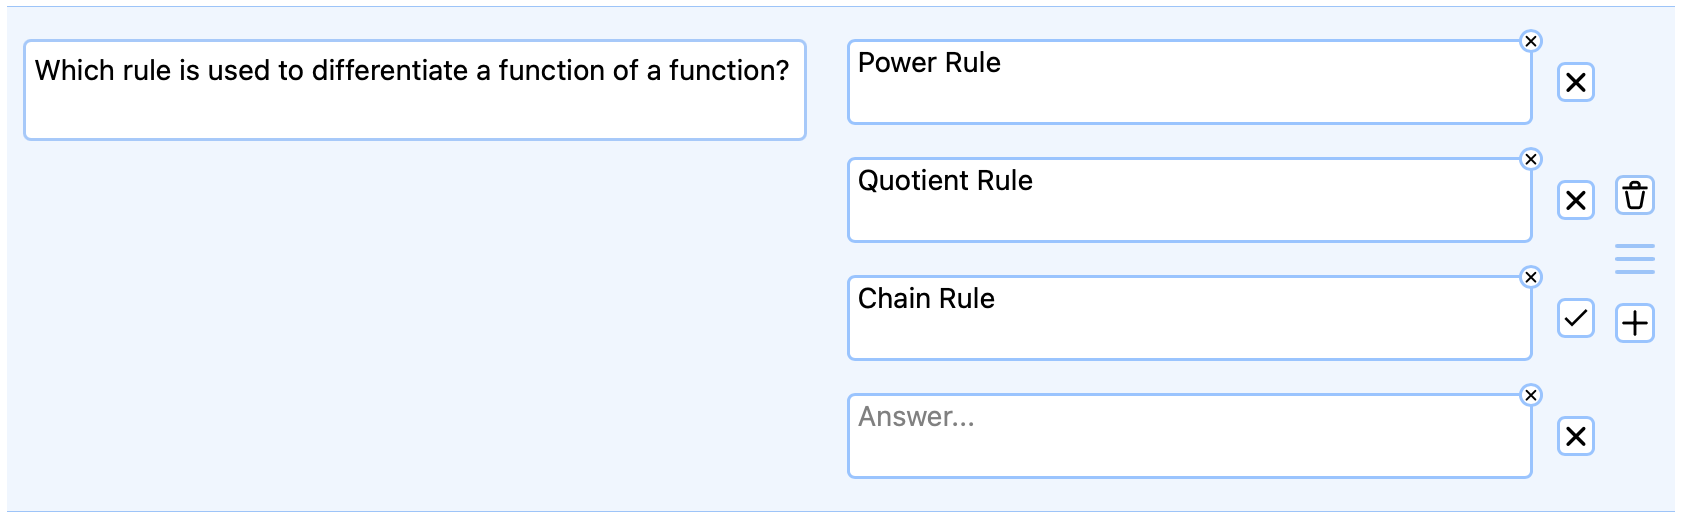 Which rule is used to differentiate a function of a function?
Power Rule
Quotient Rule
Chain Rule
Answer...